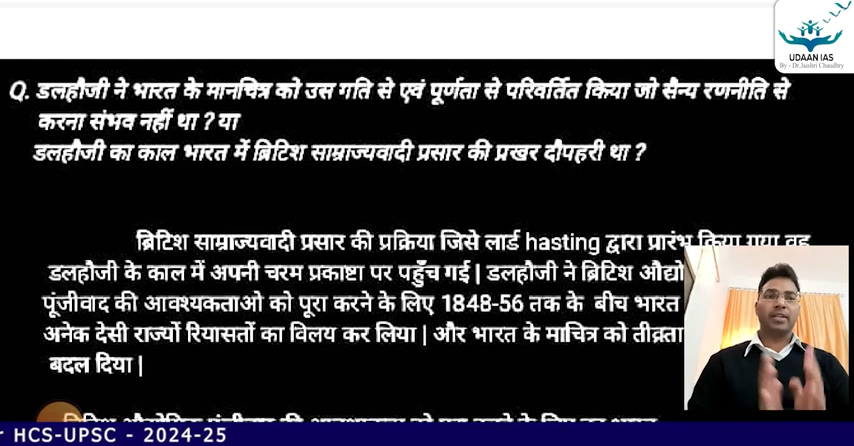 UDAAN IAS
By - Dr.Jaishri Chaudhry
Q. डलहौजी ने भारत के मानचित्र को उस गति से एवं पूर्णता से परिवर्तित किया जो सैन्य रणनीति से
करना संभव नहीं था ? या
डलहौजी का काल भारत में ब्रिटिश साम्राज्यवादी प्रसार की प्रखर दौपहरी था ?
ब्रिटिश साम्राज्यवादी प्रसार की प्रक्रिया जिसे लार्ड hasting द्वारा प्रारंभ किया गया वह
डलहौजी के काल में अपनी चरम प्रकाष्टा पर पहुँच गई | डलहौजी ने ब्रिटिश
पूंजीवाद की आवश्यकताओ को पूरा करने के लिए 1848-56 तक के बीच भारत
अनेक देसी राज्यों रियासतों का विलय कर लिया | और भारत के माचित्र को
बदल दिया |
HCS-UPSC - 2024-25